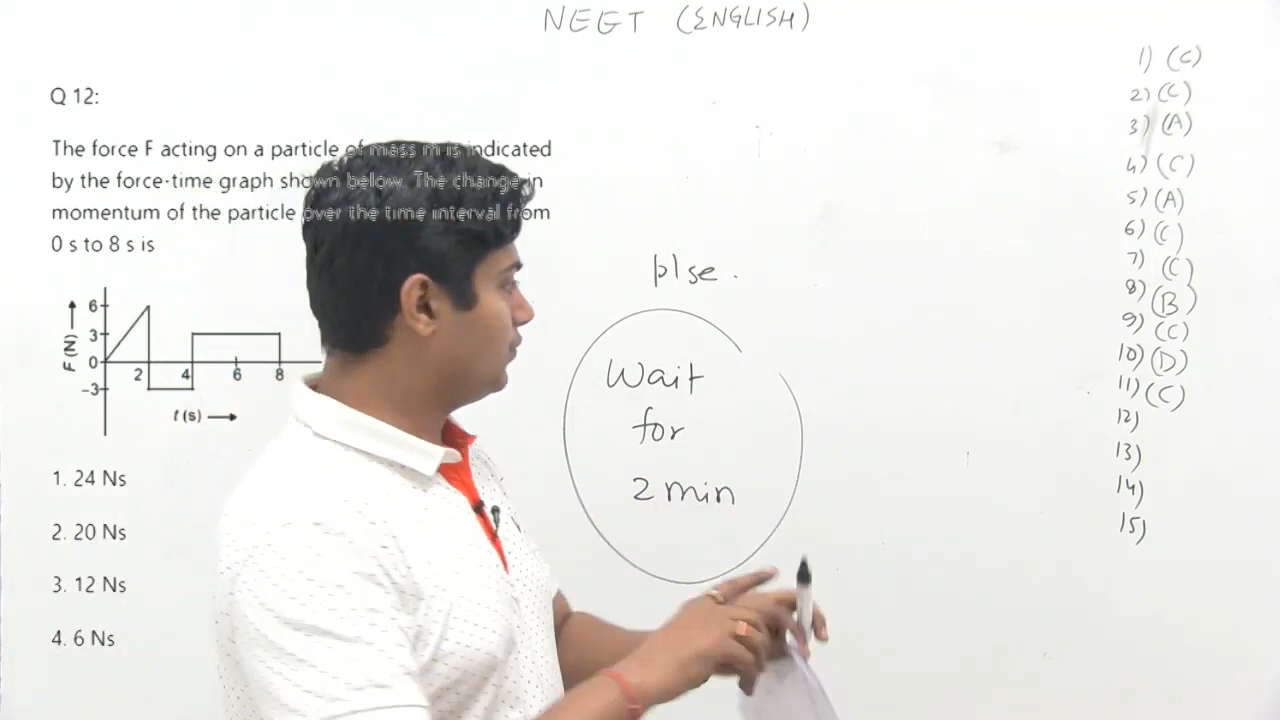 NEET (ENGLISH)
Q 12:
The force F acting on a particle of mass m is indicated
by the force-time graph shown below. The change in
momentum of the particle over the time interval from
0 s to 8 s is
6
3
0
-3
F (N)
2 4 6 8
t (s)
1. 24 Ns
2. 20 Ns
3. 12 Ns
4. 6 Ns
plse.
Wait
for
2 min
1) (C)
2) (C)
3) (A)
4) (C)
5) (A)
6) (C)
7) (C)
8) (B)
9) (C)
10) (D)
11) (C)
12)
13)
14)
15)